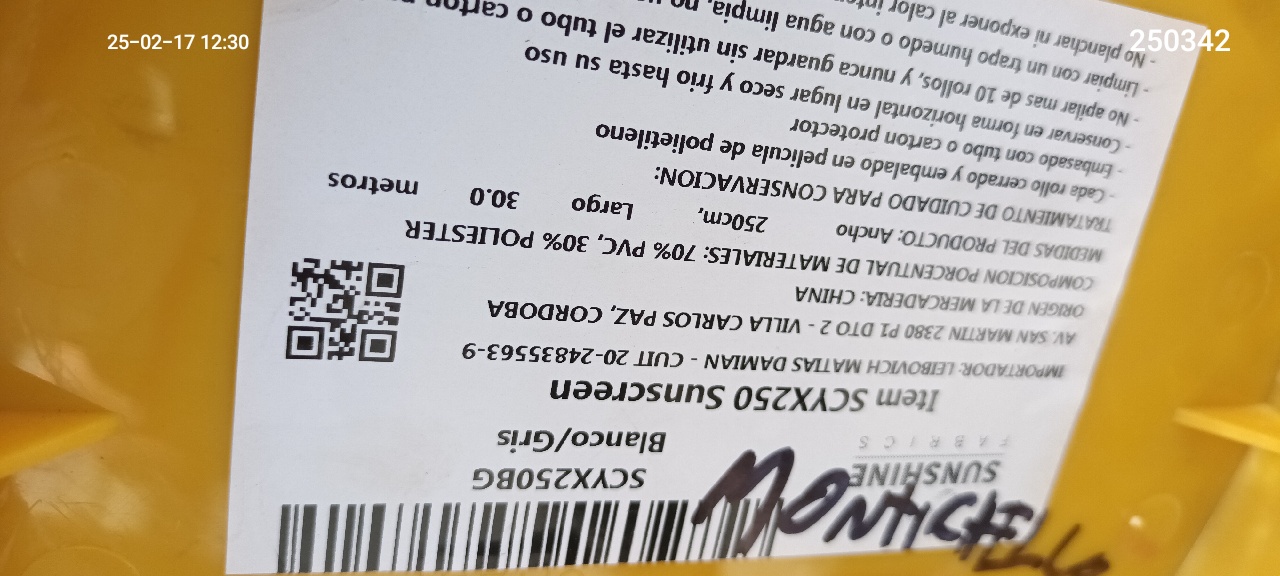 25-02-17 12:30
250342
MONTICELLO
SUNSHINE
FABRICS
SCYX250BG
Blanco/Gris
Item SCYX250 Sunscreen
IMPORTADOR: LEIBOVICH MATIAS DAMIAN - CUIT 20-24835563-9
AV. SAN MARTIN 2380 P1 DTO 2 - VILLA CARLOS PAZ, CORDOBA
ORIGEN DE LA MERCADERIA: CHINA
COMPOSICION PORCENTUAL DE MATERIALES: 70% PVC, 30% POLIESTER
MEDIDAS DEL PRODUCTO: Ancho 250cm, Largo 30.0 metros
TRATAMIENTO DE CUIDADO PARA CONSERVACION:
- Cada rollo cerrado y embalado en pelicula de polietileno
- Embasado con tubo o carton protector
- Conservar en forma horizontal en lugar seco y frio hasta su uso
- No apilar mas de 10 rollos, y nunca guardar sin utilizar el tubo o carton
- Limpiar con un trapo humedo o con agua limpia, no
- No planchar ni exponer al calor